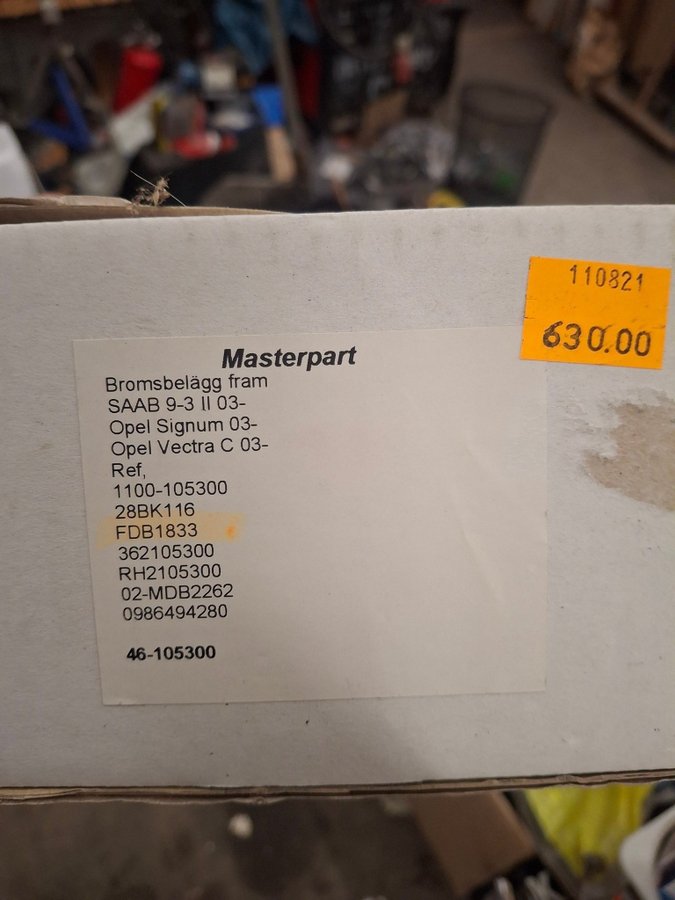 110821
630.00
Masterpart
Bromsbelägg fram
SAAB 9-3 II 03-
Opel Signum 03-
Opel Vectra C 03-
Ref,
1100-105300
28BK116
FDB1833
362105300
RH2105300
02-MDB2262
0986494280
46-105300